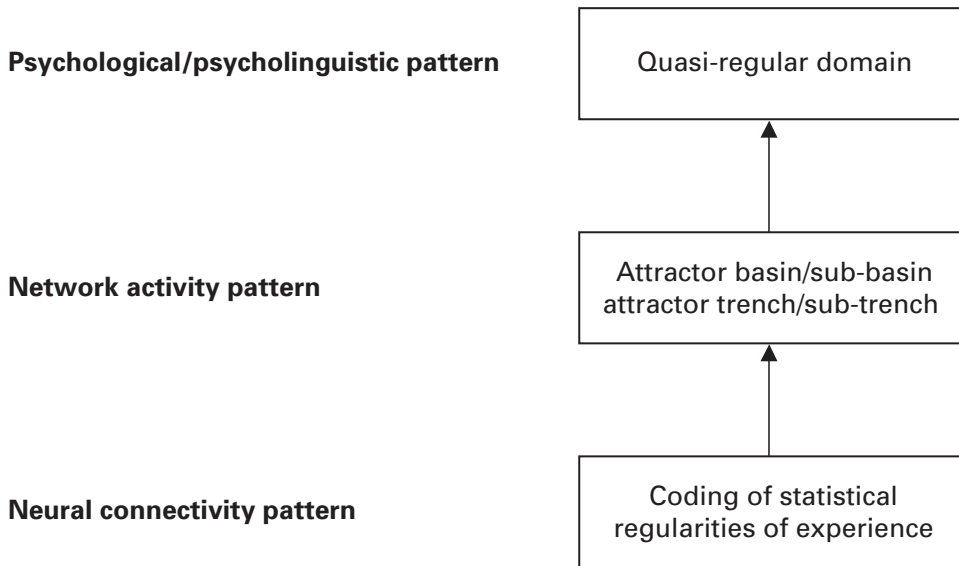 Psychological/psycholinguistic pattern
Quasi-regular domain
Network activity pattern
Attractor basin/sub-basin
attractor trench/sub-trench
Neural connectivity pattern
Coding of statistical
regularities of experience